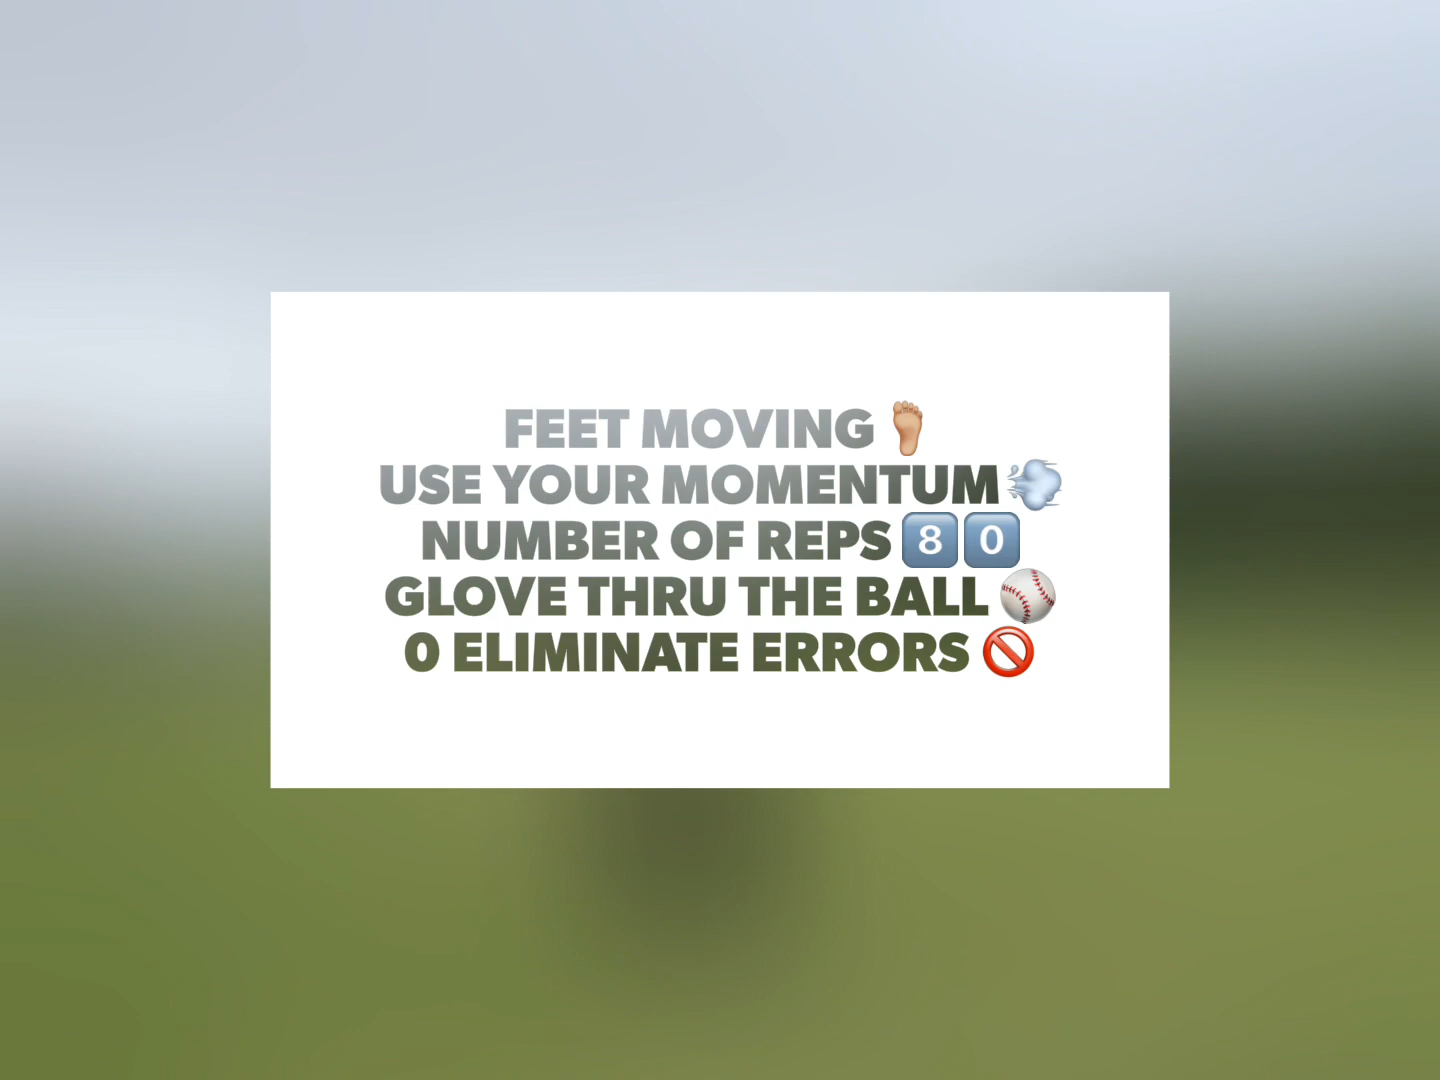 FEET MOVING 🦶🏼
USE YOUR MOMENTUM 💨
NUMBER OF REPS 8️⃣0️⃣
GLOVE THRU THE BALL ⚾
0 ELIMINATE ERRORS 🚫